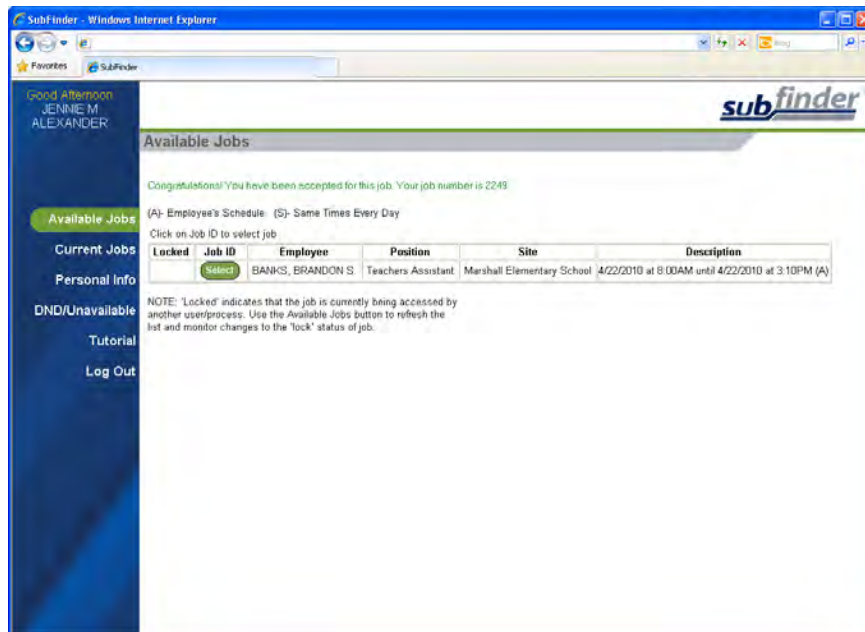 SubFinder - Windows Internet Explorer
Favorites SubFinder
Good Afternoon
JENNIE M
ALEXANDER
subfinder
Available Jobs
Congratulations! You have been accepted for this job. Your job number is 2249
(A)- Employee's Schedule (S)- Same Times Every Day
Click on Job ID to select job
Locked Job ID Employee Position Site Description
Select BANKS, BRANDON S. Teachers Assistant Marshall Elementary School 4/22/2010 at 8:00AM until 4/22/2010 at 3:10PM (A)
NOTE: 'Locked' indicates that the job is currently being accessed by
another user/process. Use the Available Jobs button to refresh the
list and monitor changes to the 'lock' status of job.
Available Jobs
Current Jobs
Personal Info
DND/Unavailable
Tutorial
Log Out